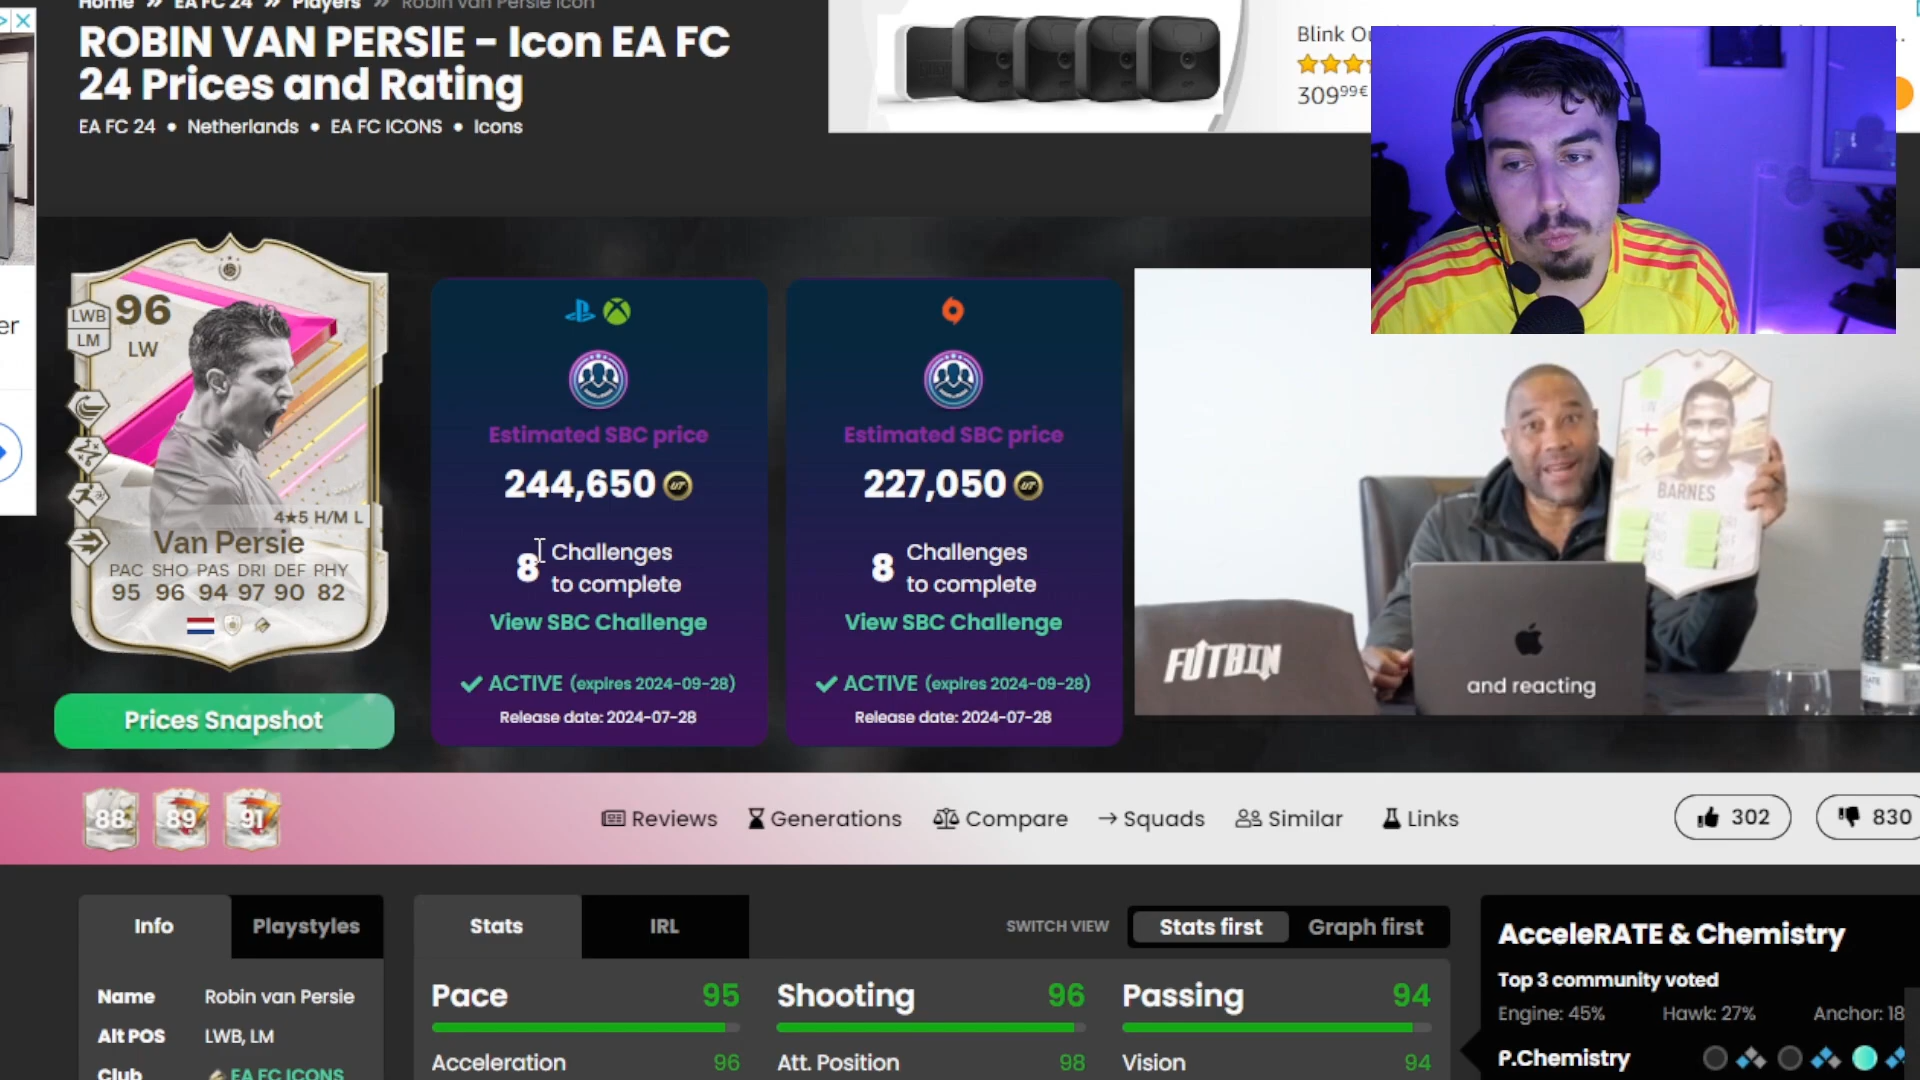 Home » EA FC 24 » Players » Robin van Persie Icon
ROBIN VAN PERSIE - Icon EA FC
24 Prices and Rating
EA FC 24 • Netherlands • EA FC ICONS • Icons
309⁹⁹€
er
LWB
LM
96
LW
4★5 H/M L
Van Persie
PAC SHO PAS DRI DEF PHY
95 96 94 97 90 82
Prices Snapshot
Estimated SBC price
244,650
8 Challenges
to complete
View SBC Challenge
ACTIVE (expires 2024-09-28)
Release date: 2024-07-28
Estimated SBC price
227,050
8 Challenges
to complete
View SBC Challenge
ACTIVE (expires 2024-09-28)
Release date: 2024-07-28
BARNES
FUTBIN
and reacting
88 89 91
Reviews Generations Compare Squads Similar Links
302 830
Info Playstyles
Name Robin van Persie
Alt POS LWB, LM
Club EA FC ICONS
Stats IRL
SWITCH VIEW Stats first Graph first
Pace 95 Shooting 96 Passing 94
Acceleration 96 Att. Position 98 Vision 94
AcceleRATE & Chemistry
Top 3 community voted
Engine: 45% Hawk: 27% Anchor: 18
P.Chemistry